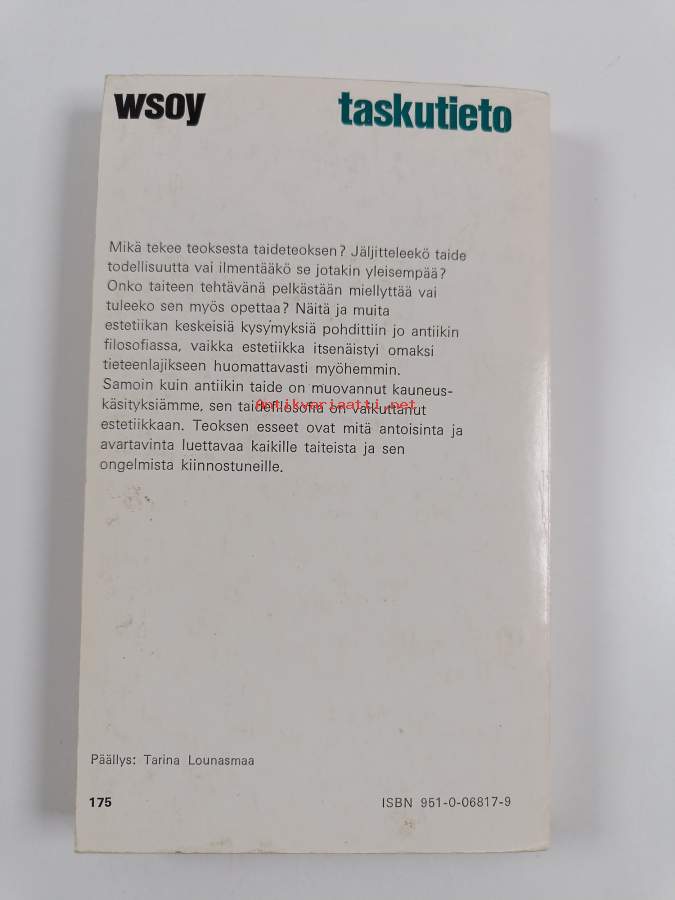 wsoy taskutieto
Mikä tekee teoksesta taideteoksen? Jäljitteleekö taide
todellisuutta vai ilmentääkö se jotakin yleisempää?
Onko taiteen tehtävänä pelkästään miellyttää vai
tuleeko sen myös opettaa? Näitä ja muita
estetiikan keskeisiä kysymyksiä pohdittiin jo antiikin
filosofiassa, vaikka estetiikka itsenäistyi omaksi
tieteenlajikseen huomattavasti myöhemmin.
Samoin kuin antiikin taide on muovannut kauneus-
käsityksiämme, sen taidefilosofia on vaikuttanut
Antikvariaatti.net
estetiikkaan. Teoksen esseet ovat mitä antoisinta ja
avartavinta luettavaa kaikille taiteista ja sen
ongelmista kiinnostuneille.
Päällys: Tarina Lounasmaa
175 ISBN 951-0-06817-9